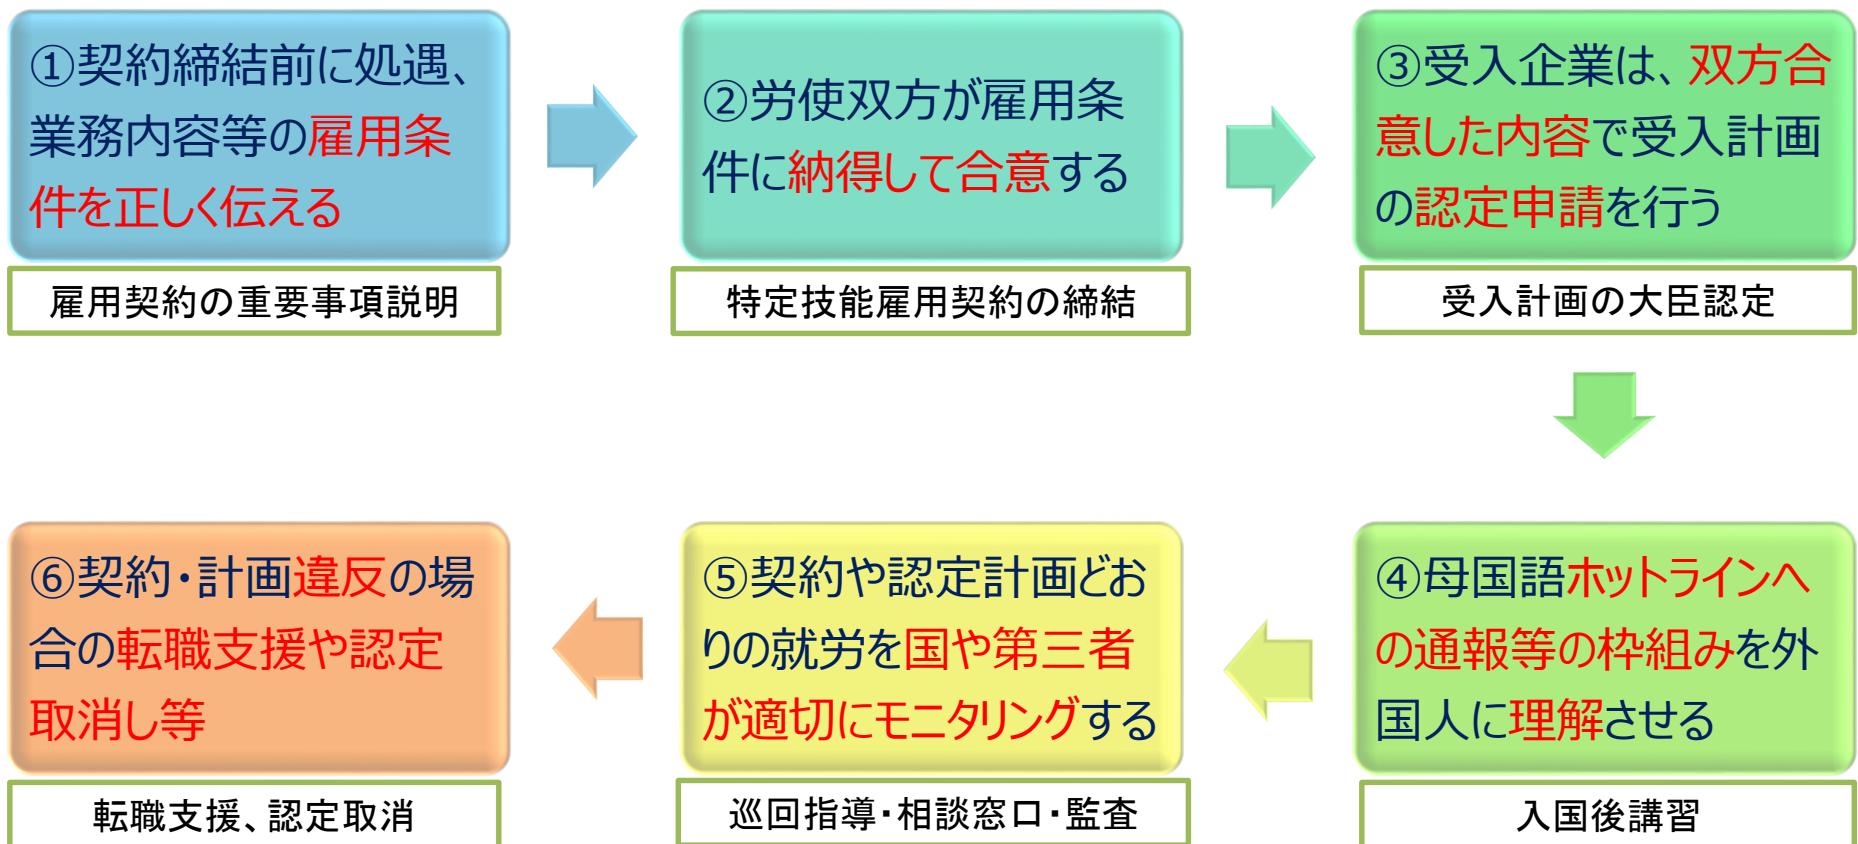 ①契約締結前に処遇、
業務内容等の雇用条
件を正しく伝える
雇用契約の重要事項説明
②労使双方が雇用条
件に納得して合意する
特定技能雇用契約の締結
③受入企業は、双方合
意した内容で受入計画
の認定申請を行う
受入計画の大臣認定
④母国語ホットラインへ
の通報等の枠組みを外
国人に理解させる
入国後講習
⑤契約や認定計画どお
りの就労を国や第三者
が適切にモニタリングする
巡回指導・相談窓口・監査
⑥契約・計画違反の場
合の転職支援や認定
取消し等
転職支援、認定取消